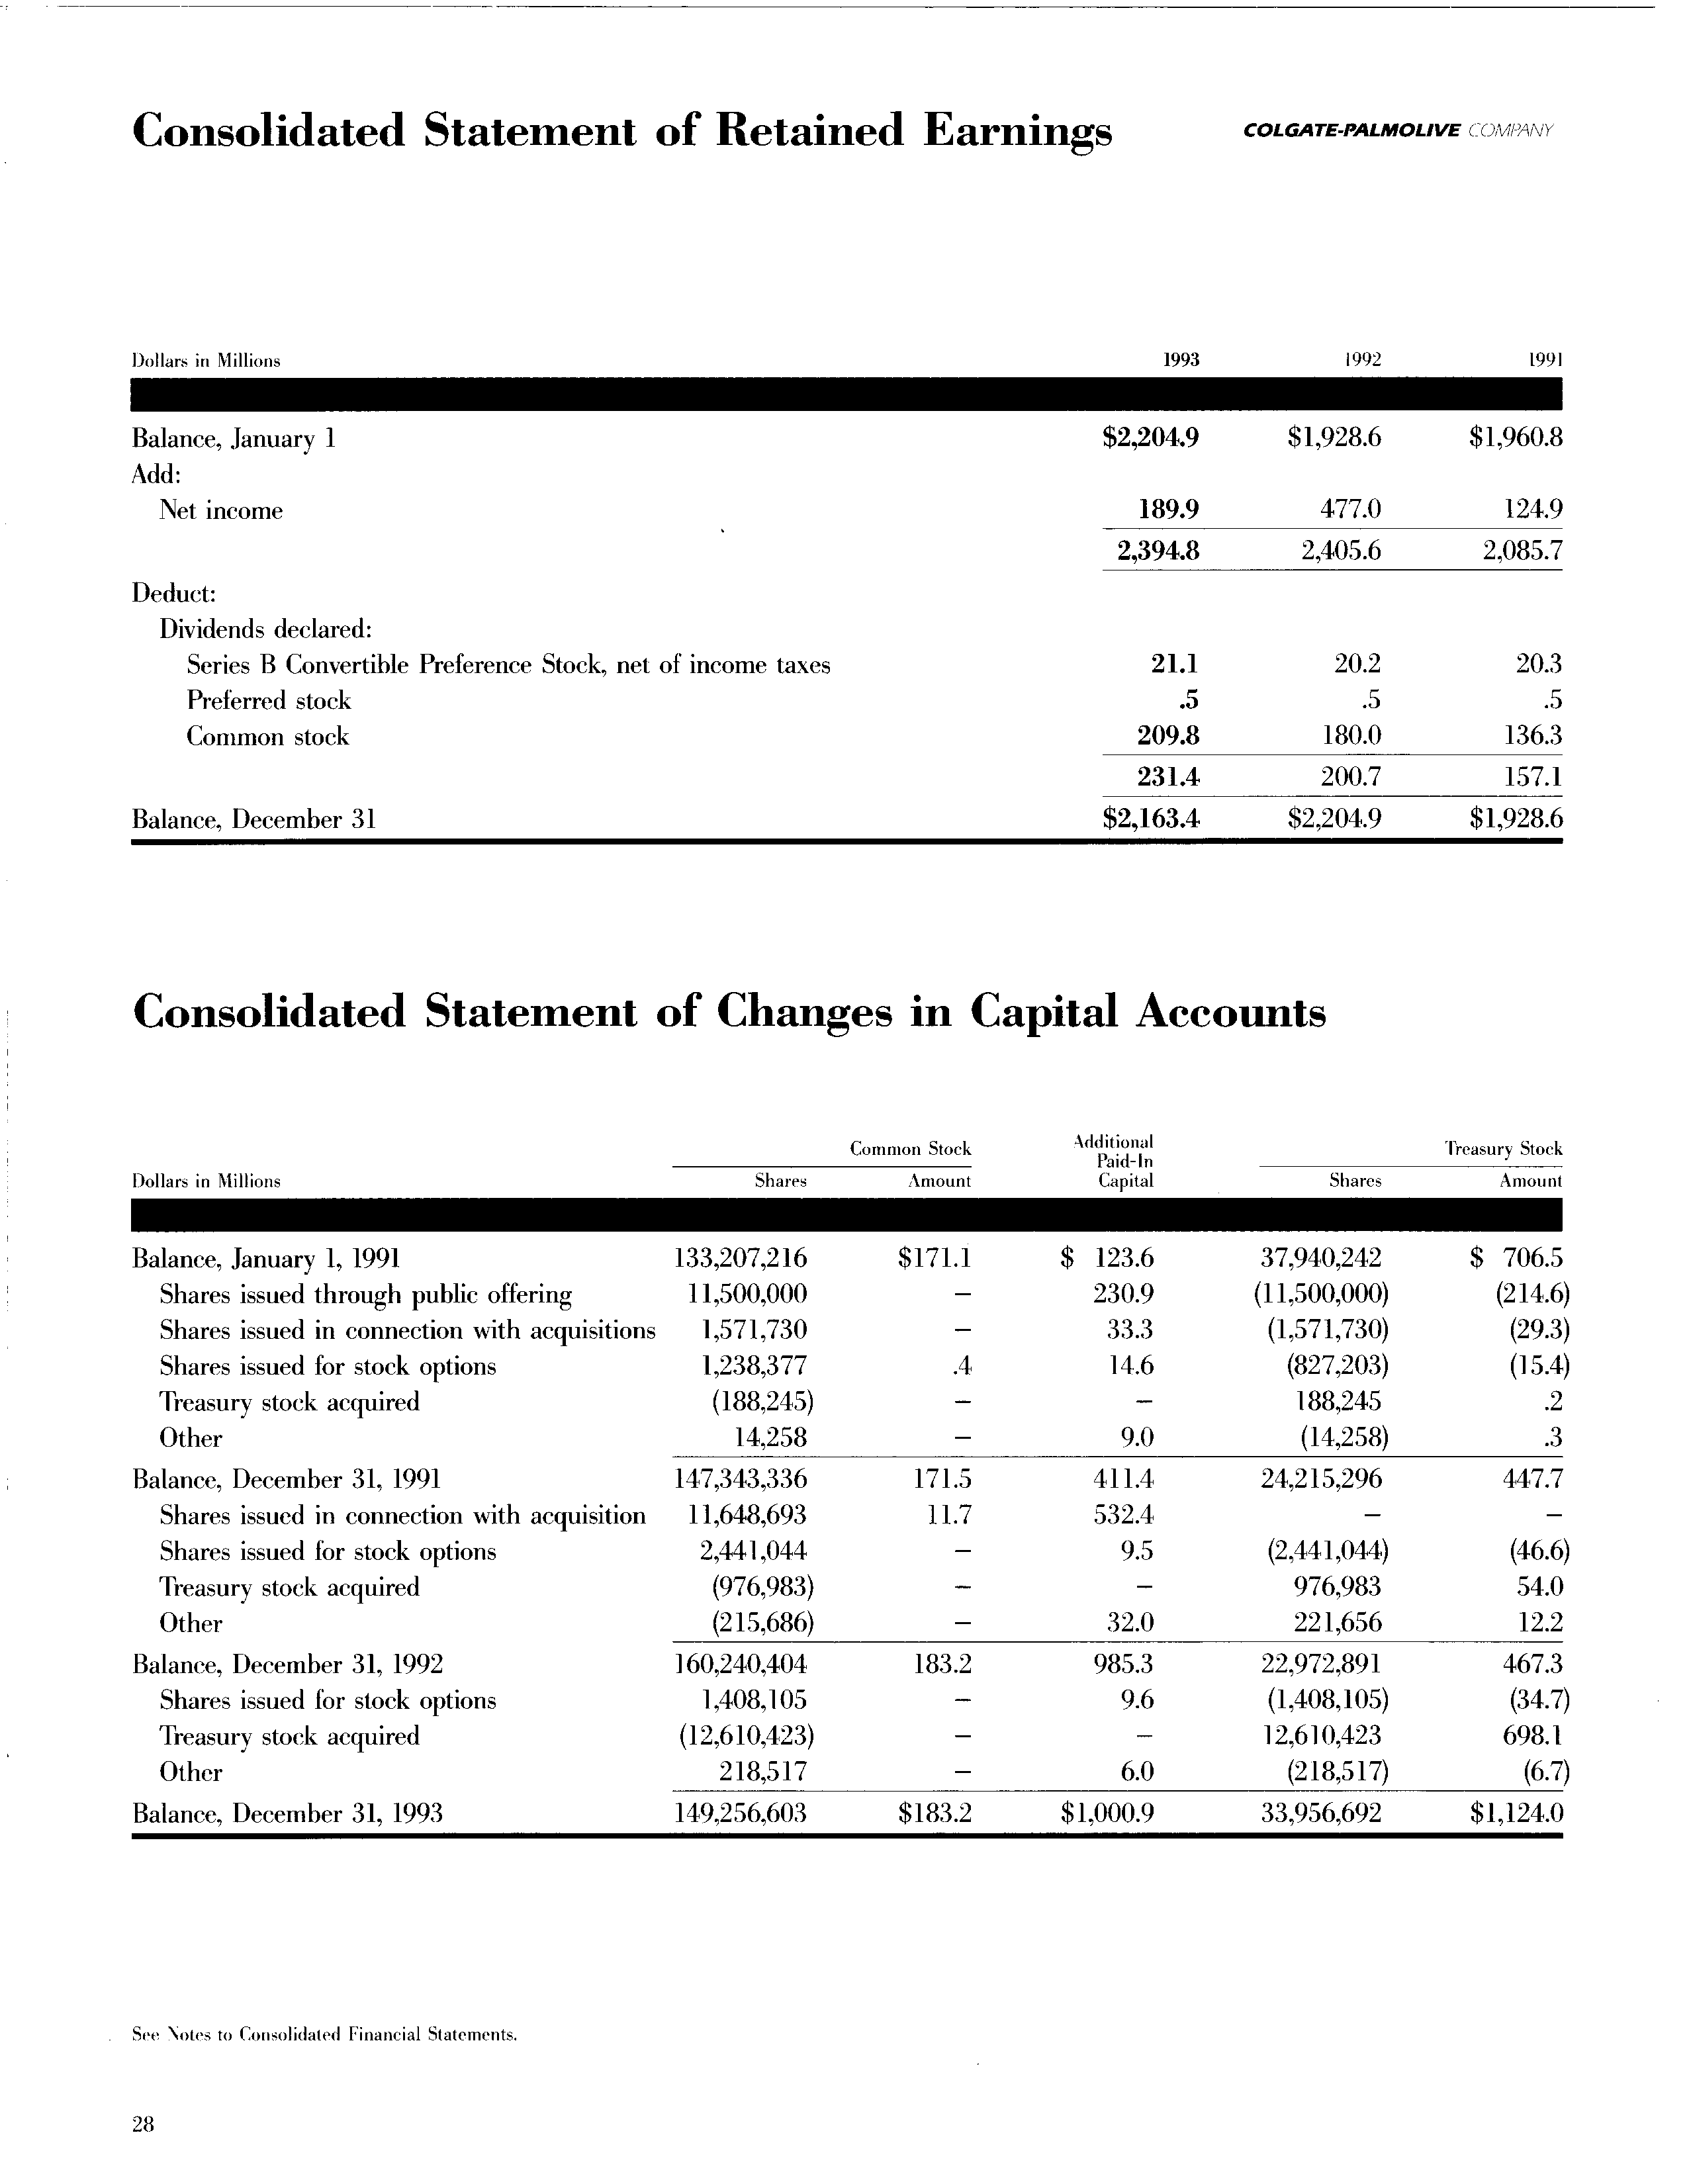 Consolidated Statement of Retained Earnings COLGATE-PALMOLIVE COMPANY
Dollars in Millions 1993 1992 1991
Balance, January 1 $2,204.9 $1,928.6 $1,960.8
Add:
Net income 189.9 477.0 124.9
2,394.8 2,405.6 2,085.7
Deduct:
Dividends declared:
Series B Convertible Preference Stock, net of income taxes 21.1 20.2 20.3
Preferred stock .5 .5 .5
Common stock 209.8 180.0 136.3
231.4 200.7 157.1
Balance, December 31 $2,163.4 $2,204.9 $1,928.6
Consolidated Statement of Changes in Capital Accounts
Common Stock Additional Paid-In Capital Treasury Stock
Dollars in Millions Shares Amount Shares Amount
Balance, January 1, 1991 133,207,216 $171.1 $ 123.6 37,940,242 $ 706.5
Shares issued through public offering 11,500,000 – 230.9 (11,500,000) (214.6)
Shares issued in connection with acquisitions 1,571,730 – 33.3 (1,571,730) (29.3)
Shares issued for stock options 1,238,377 .4 14.6 (827,203) (15.4)
Treasury stock acquired (188,245) – – 188,245 .2
Other 14,258 – 9.0 (14,258) .3
Balance, December 31, 1991 147,343,336 171.5 411.4 24,215,296 447.7
Shares issued in connection with acquisition 11,648,693 11.7 532.4 – –
Shares issued for stock options 2,441,044 – 9.5 (2,441,044) (46.6)
Treasury stock acquired (976,983) – – 976,983 54.0
Other (215,686) – 32.0 221,656 12.2
Balance, December 31, 1992 160,240,404 183.2 985.3 22,972,891 467.3
Shares issued for stock options 1,408,105 – 9.6 (1,408,105) (34.7)
Treasury stock acquired (12,610,423) – – 12,610,423 698.1
Other 218,517 – 6.0 (218,517) (6.7)
Balance, December 31, 1993 149,256,603 $183.2 $1,000.9 33,956,692 $1,124.0
See Notes to Consolidated Financial Statements.
28